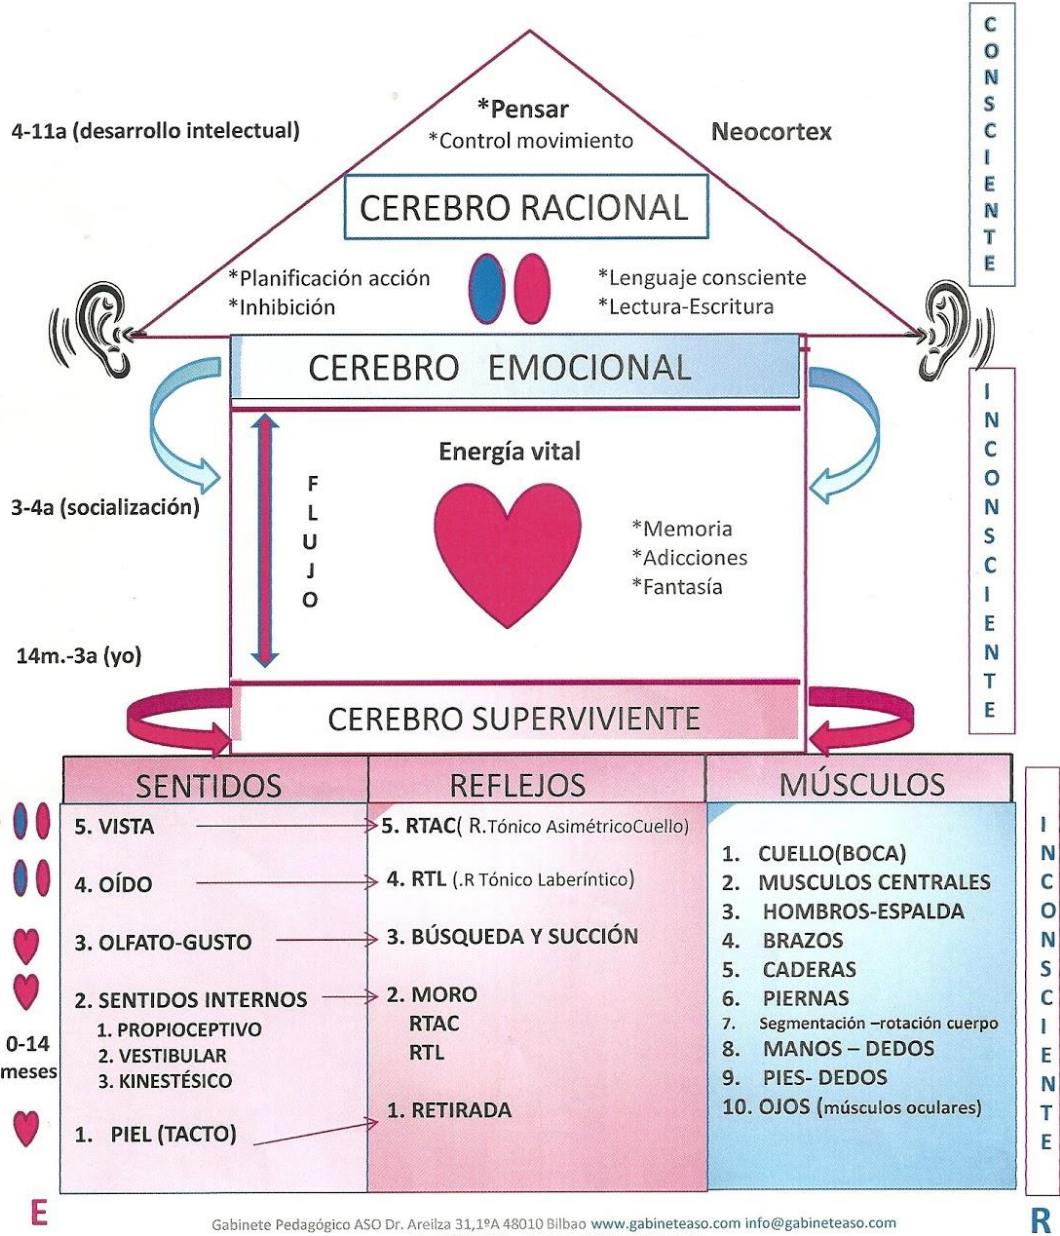 CONSCIENTE
*Pensar
4-11a (desarrollo intelectual)
*Control movimiento
Neocortex
CEREBRO RACIONAL
*Planificación acción
*Inhibición
*Lenguaje consciente
*Lectura-Escritura
CEREBRO EMOCIONAL
INCONSCIENTE
Energía vital
FLUJO
3-4a (socialización)
*Memoria
*Adicciones
*Fantasía
14m.-3a (yo)
CEREBRO SUPERVIVIENTE
SENTIDOS
5. VISTA
4. OÍDO
3. OLFATO-GUSTO
2. SENTIDOS INTERNOS
1. PROPIOCEPTIVO
2. VESTIBULAR
3. KINESTÉSICO
1. PIEL (TACTO)
0-14
meses
REFLEJOS
5. RTAC( R.Tónico AsimétricoCuello)
4. RTL (.R Tónico Laberíntico)
3. BÚSQUEDA Y SUCCIÓN
2. MORO
RTAC
RTL
1. RETIRADA
MÚSCULOS
1. CUELLO(BOCA)
2. MUSCULOS CENTRALES
3. HOMBROS-ESPALDA
4. BRAZOS
5. CADERAS
6. PIERNAS
7. Segmentación –rotación cuerpo
8. MANOS – DEDOS
9. PIES- DEDOS
10. OJOS (músculos oculares)
INCONSCIENTE
E
Gabinete Pedagógico ASO Dr. Areilza 31,1ºA 48010 Bilbao www.gabineteaso.com info@gabineteaso.com
R